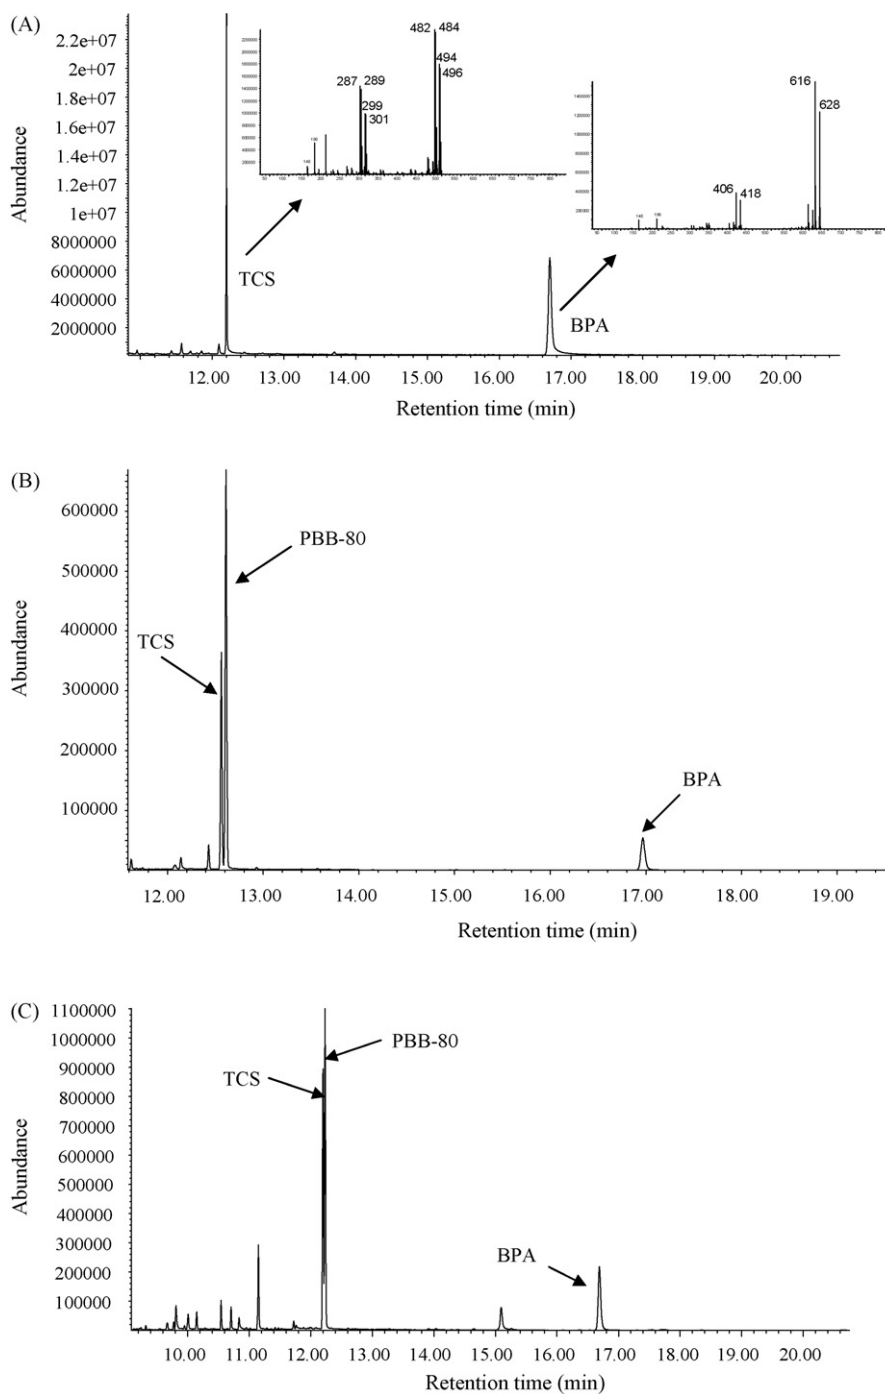 (A)
2.2e+07
2e+07
1.8e+07
1.6e+07
1.4e+07
1.2e+07
1e+07
8000000
6000000
4000000
2000000
Abundance
482 484
494
496
287 289
299
301
616
628
406 418
TCS
BPA
12.00 13.00 14.00 15.00 16.00 17.00 18.00 19.00 20.00
Retention time (min)
(B)
600000
500000
400000
300000
200000
100000
Abundance
PBB-80
TCS
BPA
12.00 13.00 14.00 15.00 16.00 17.00 18.00 19.00
Retention time (min)
(C)
1100000
1000000
900000
800000
700000
600000
500000
400000
300000
200000
100000
Abundance
PBB-80
TCS
BPA
10.00 11.00 12.00 13.00 14.00 15.00 16.00 17.00 18.00 19.00 20.00
Retention time (min)